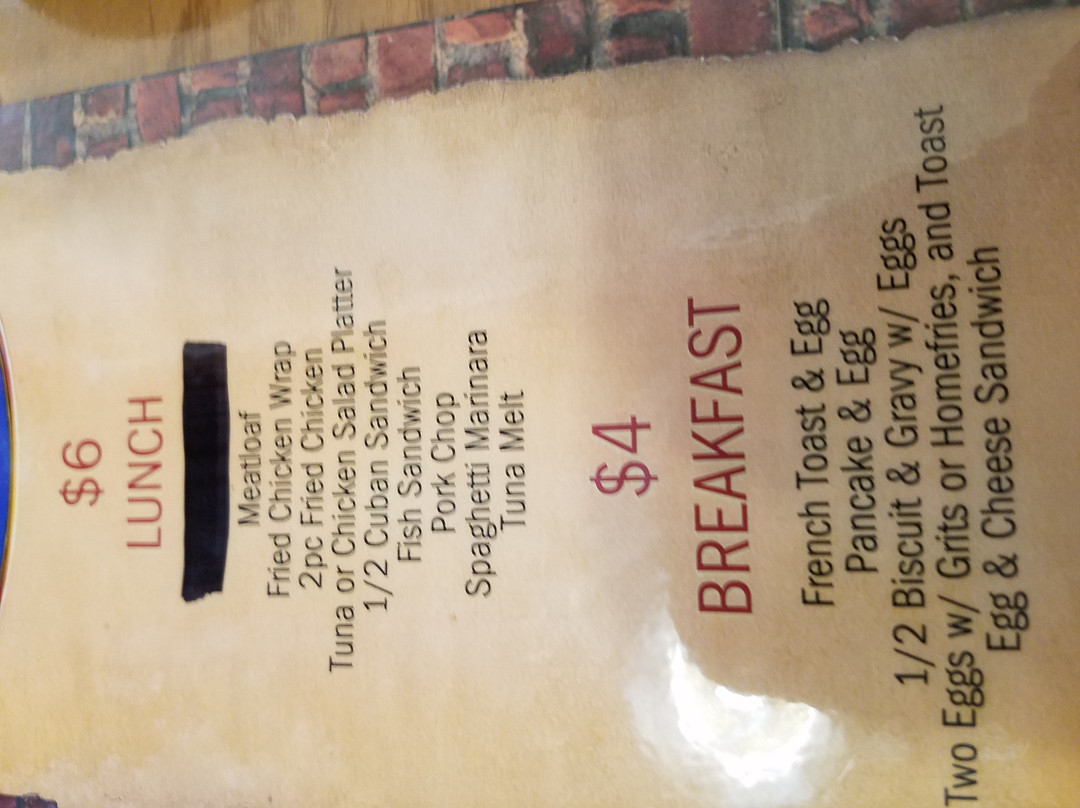 $6
LUNCH
Meatloaf
Fried Chicken Wrap
2pc Fried Chicken
Tuna or Chicken Salad Platter
1/2 Cuban Sandwich
Fish Sandwich
Pork Chop
Spaghetti Marinara
Tuna Melt
$4
BREAKFAST
French Toast & Egg
Pancake & Egg
1/2 Biscuit & Gravy w/ Eggs
Two Eggs w/ Grits or Homefries, and Toast
Egg & Cheese Sandwich